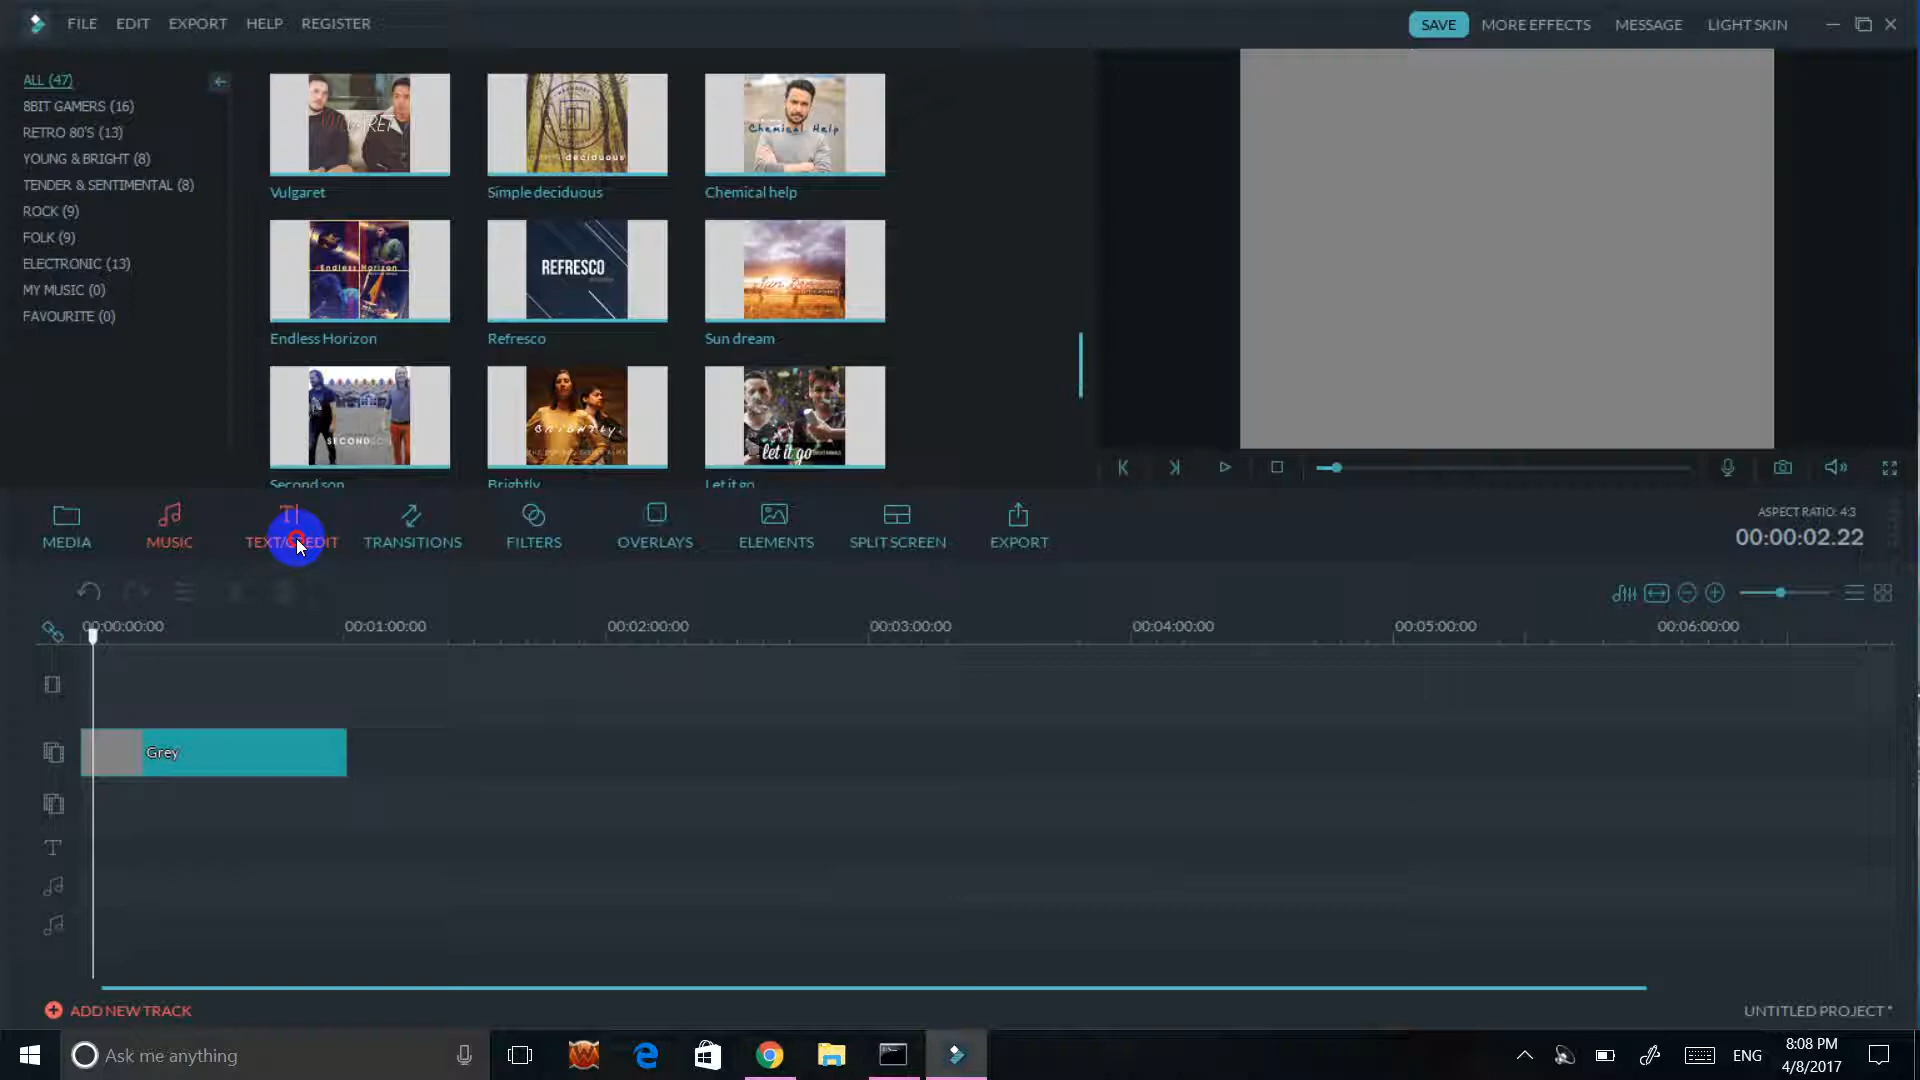 FILE EDIT EXPORT HELP REGISTER
SAVE MORE EFFECTS MESSAGE LIGHT SKIN
ALL (47)
8BIT GAMERS (16)
RETRO 80'S (13)
YOUNG & BRIGHT (8)
TENDER & SENTIMENTAL (8)
ROCK (9)
FOLK (9)
ELECTRONIC (13)
MY MUSIC (0)
FAVOURITE (0)
deciduous
Chemical Help
Vulgaret Simple deciduous Chemical help
Endless Horizon
REFRESCO
Endless Horizon Refresco Sun dream
SECOND
let it go
Second son Brightly Let it go
MEDIA MUSIC TEXT/CREDIT TRANSITIONS FILTERS OVERLAYS ELEMENTS SPLIT SCREEN EXPORT
ASPECT RATIO: 4:3
00:00:02.22
00:00:00:00 00:01:00:00 00:02:00:00 00:03:00:00 00:04:00:00 00:05:00:00 00:06:00:00
Grey
ADD NEW TRACK
UNTITLED PROJECT *
Ask me anything
ENG
8:08 PM
4/8/2017